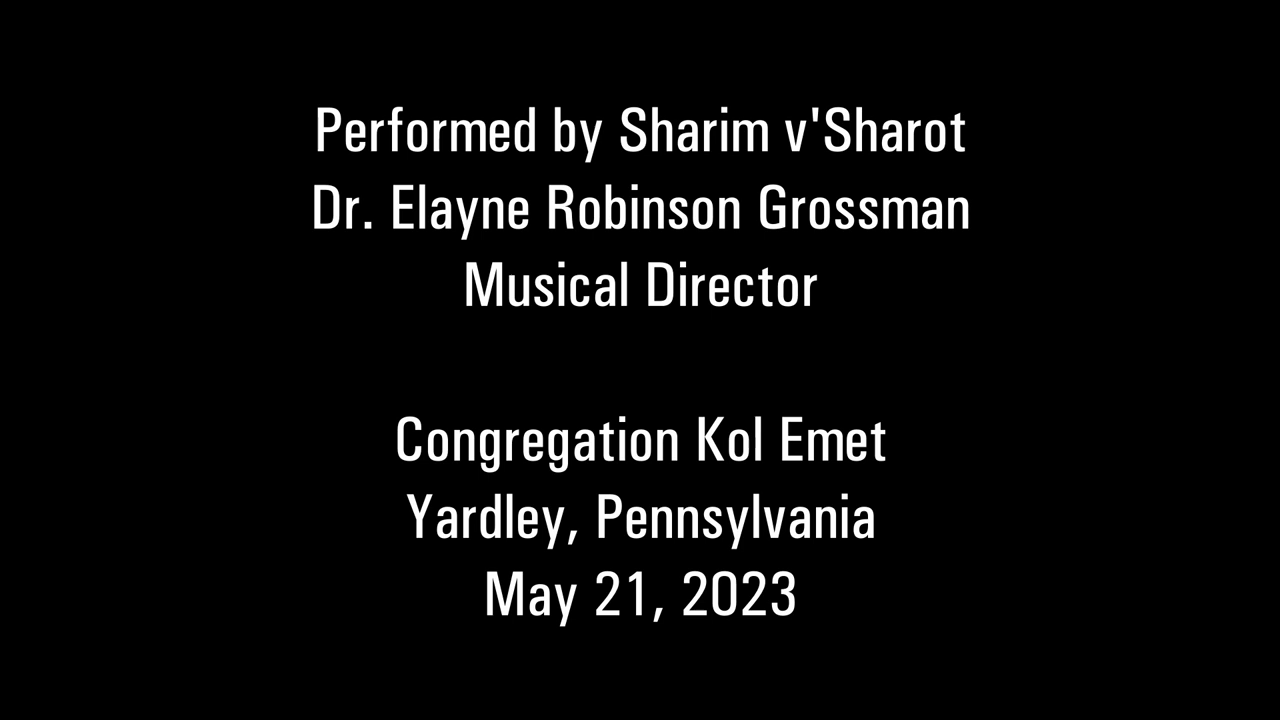 Performed by Sharim v'Sharot
Dr. Elayne Robinson Grossman
Musical Director
Congregation Kol Emet
Yardley, Pennsylvania
May 21, 2023